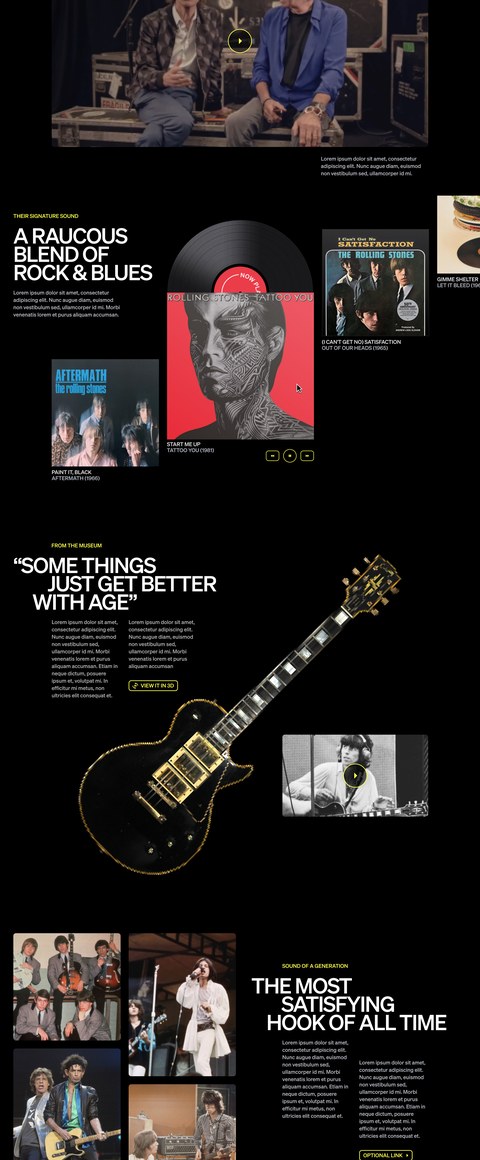 Lorem ipsum dolor sit amet, consectetur
adipiscing elit. Nunc augue diam, euismod
non vestibulum sed, ullamcorper id mi.
THEIR SIGNATURE SOUND
A RAUCOUS
BLEND OF
ROCK & BLUES
Lorem ipsum dolor sit amet, consectetur
adipiscing elit. Nunc augue diam, euismod
non vestibulum sed, ullamcorper id mi. Morbi
venenatis lorem et purus aliquam accumsan.
NOW PL
ROLLING STONES TATTOO YOU
START ME UP
TATTOO YOU (1981)
I Can't Get No
SATISFACTION
THE ROLLING STONES
(I CAN'T GET NO) SATISFACTION
OUT OF OUR HEADS (1965)
GIMME SHELTER
LET IT BLEED (196
AFTERMATH
the rolling stones
PAINT IT, BLACK
AFTERMATH (1966)
FROM THE MUSEUM
“SOME THINGS
JUST GET BETTER
WITH AGE”
Lorem ipsum dolor sit amet,
consectetur adipiscing elit.
Nunc augue diam, euismod
non vestibulum sed,
ullamcorper id mi. Morbi
venenatis lorem et purus
aliquam accumsan. Etiam in
neque dictum, posuere
ipsum et, volutpat mi. In
efficitur mi metus, non
ultricies elit consequat et.
Lorem ipsum dolor sit amet,
consectetur adipiscing elit.
Nunc augue diam, euismod
non vestibulum sed,
ullamcorper id mi. Morbi
venenatis lorem et purus
aliquam accumsan
VIEW IT IN 3D
SOUND OF A GENERATION
THE MOST
SATISFYING
HOOK OF ALL TIME
Lorem ipsum dolor sit amet,
consectetur adipiscing elit.
Nunc augue diam, euismod
non vestibulum sed,
ullamcorper id mi. Morbi
venenatis lorem et purus
aliquam accumsan. Etiam in
neque dictum, posuere
ipsum et, volutpat mi. In
efficitur mi metus, non
ultricies elit consequat et.
Lorem ipsum dolor sit amet,
consectetur adipiscing elit.
Nunc augue diam, euismod
non vestibulum sed,
ullamcorper id mi. Morbi
venenatis lorem et purus
aliquam accumsan. Etiam in
neque dictum, posuere
ipsum et, volutpat mi. In
efficitur mi metus, non
ultricies elit consequat et.
OPTIONAL LINK